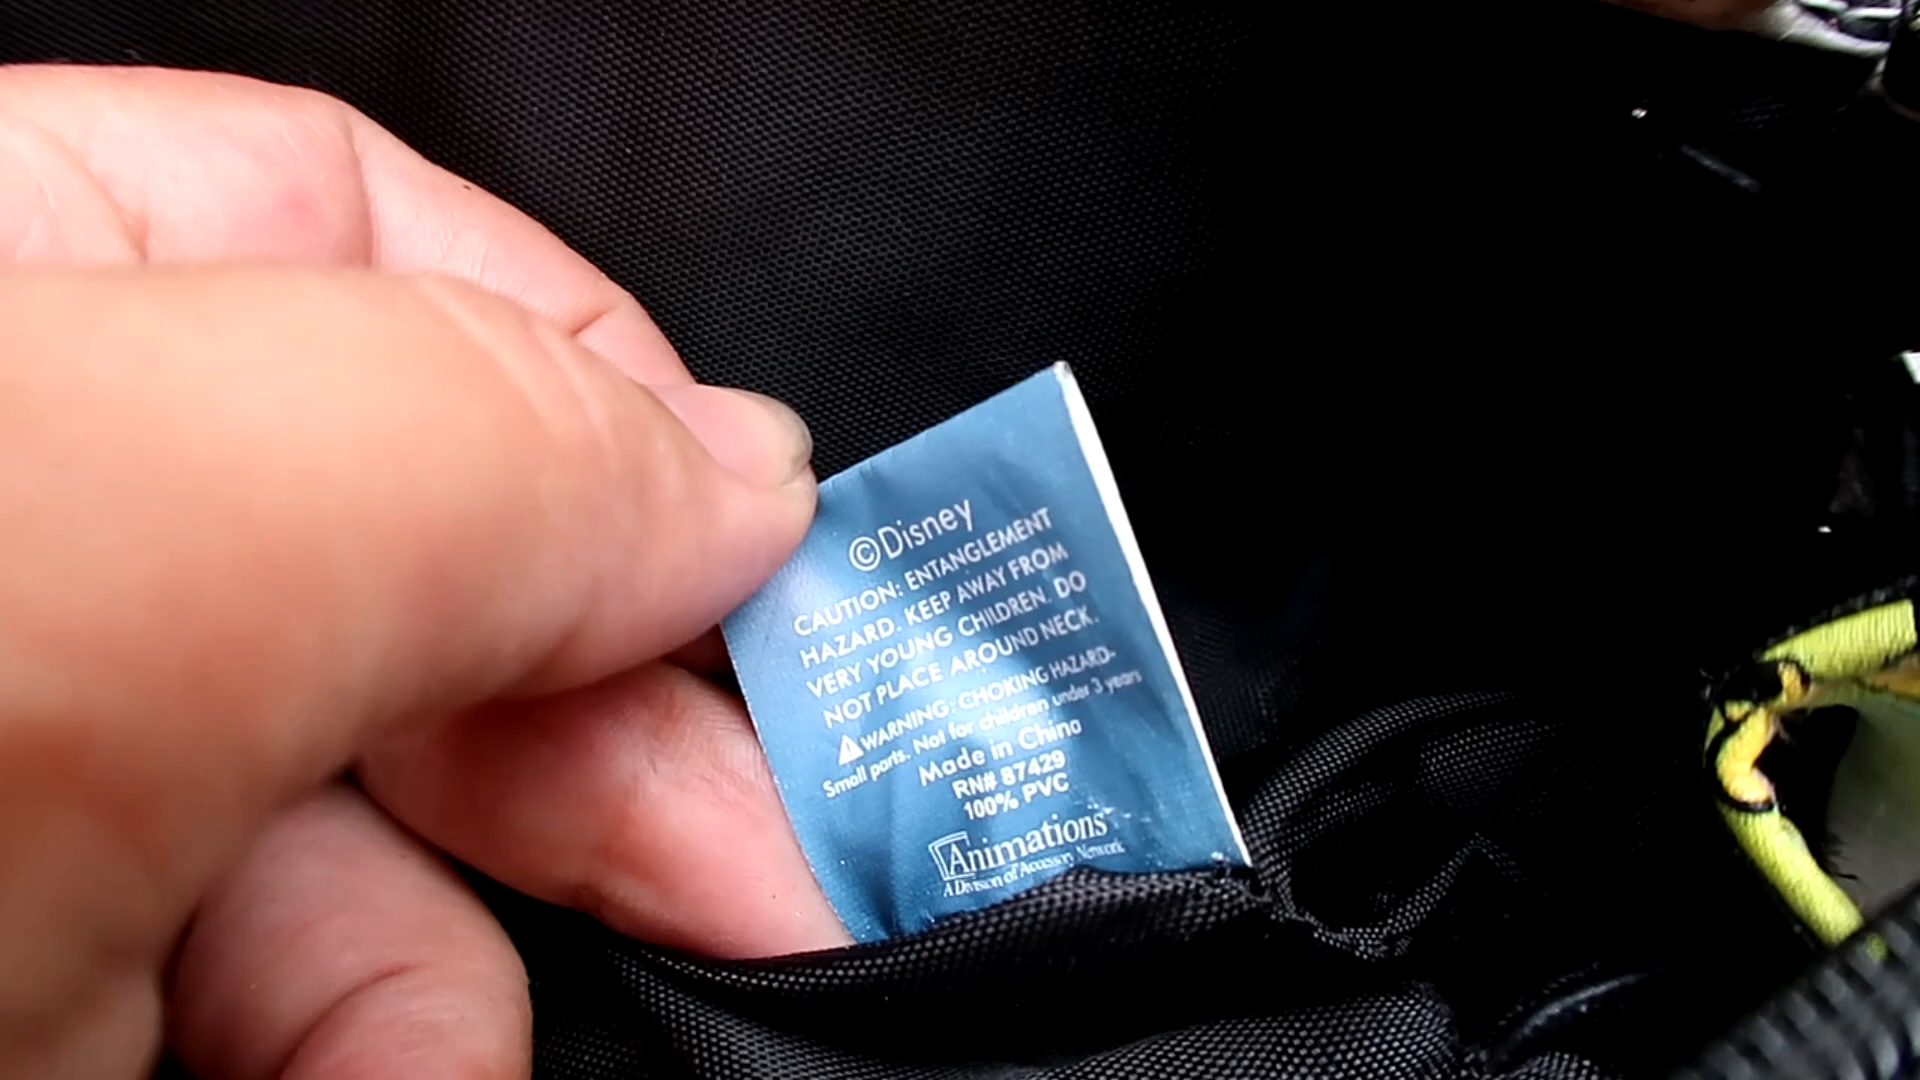 ©Disney
CAUTION: ENTANGLEMENT
HAZARD. KEEP AWAY FROM
VERY YOUNG CHILDREN. DO
NOT PLACE AROUND NECK.
⚠WARNING: CHOKING HAZARD-
Small parts. Not for children under 3 years
Made in China
RN# 87429
100% PVC
Animations™
A Division of Accessory Network